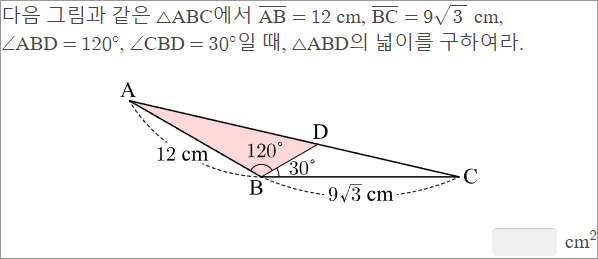 다음 그림과 같은 △ABC에서 AB = 12 cm, BC = 9√3 cm,
∠ABD = 120°, ∠CBD = 30°일 때, △ABD의 넓이를 구하여라.
A
D
12 cm
120°
30°
C
B
9√3 cm
cm²